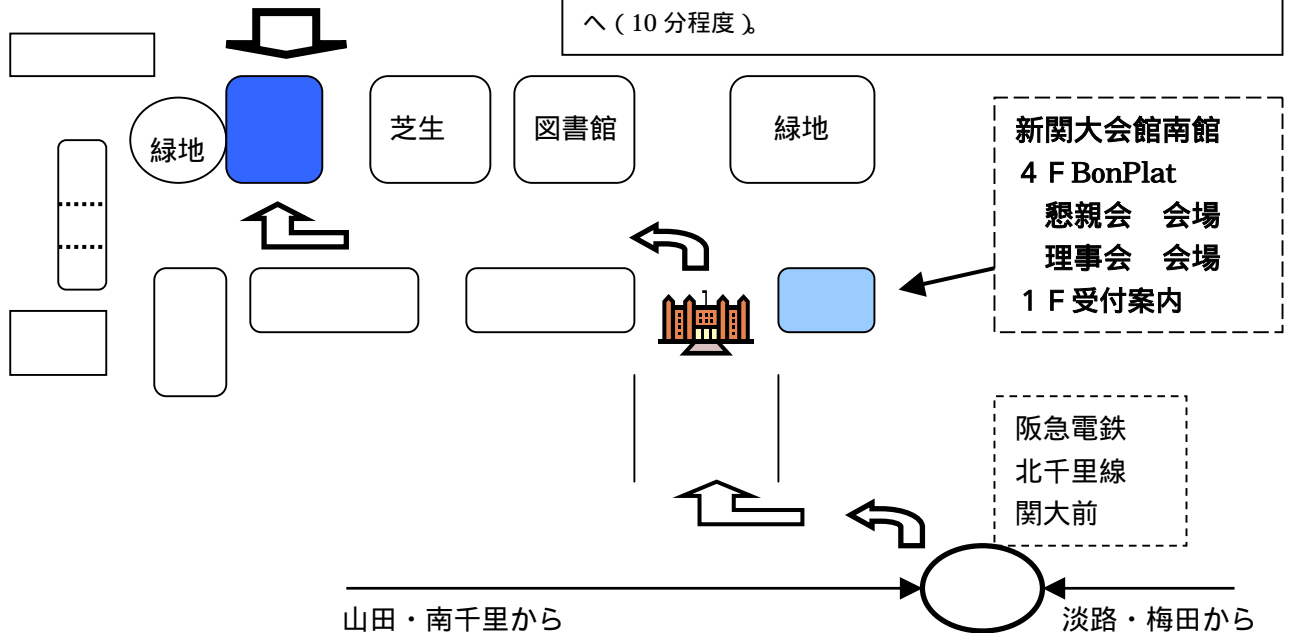 へ（10 分程度）。
緑地
芝生
図書館
緑地
新関大会館南館
４ＦBonPlat
懇親会　会場
理事会　会場
１Ｆ受付案内
阪急電鉄
北千里線
関大前
山田・南千里から
淡路・梅田から